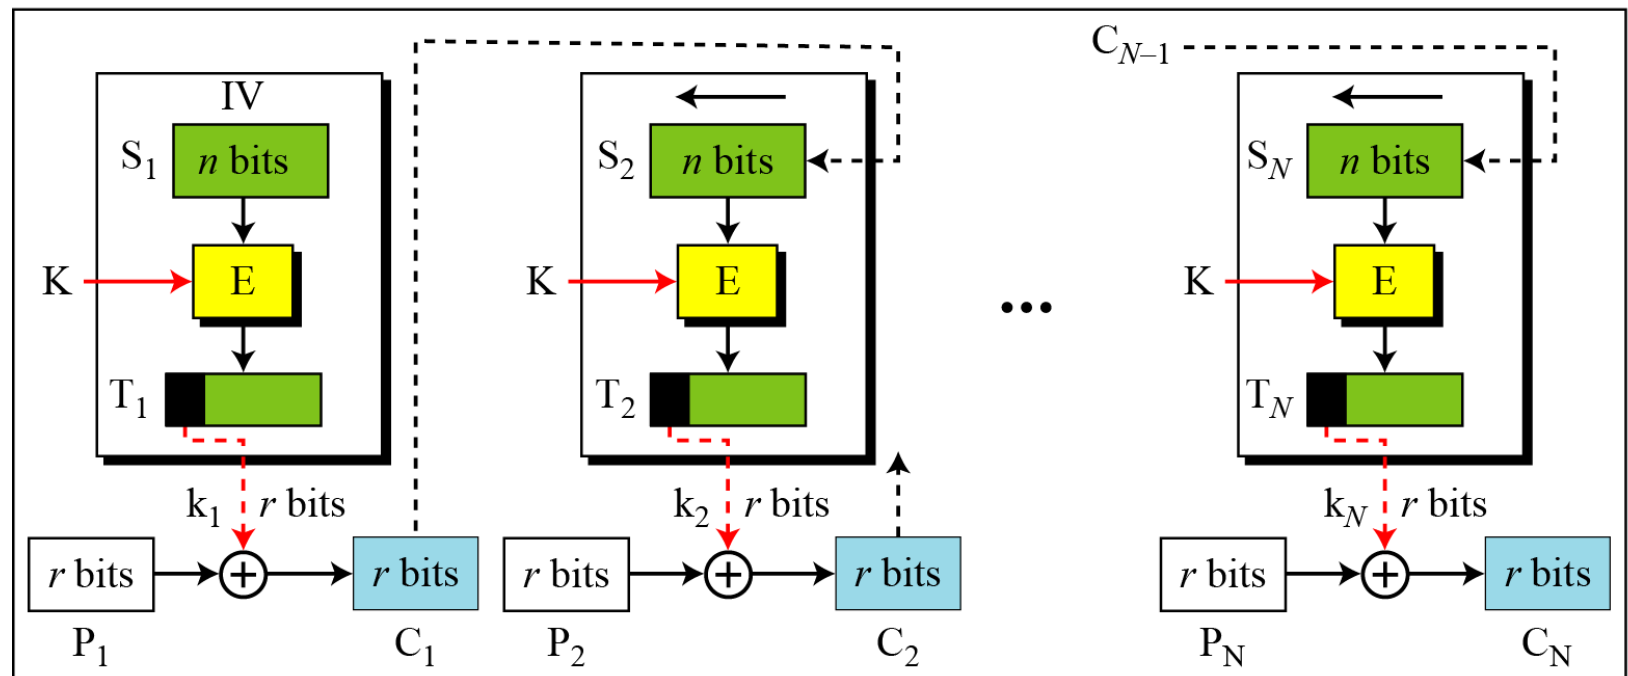 C_{N–1}
IV
S_1 n bits
S_2 n bits
S_N n bits
K E
K E
...
K E
T_1
T_2
T_N
k_1 r bits
k_2 r bits
k_N r bits
r bits + r bits
r bits + r bits
r bits + r bits
P_1 C_1
P_2 C_2
P_N C_N